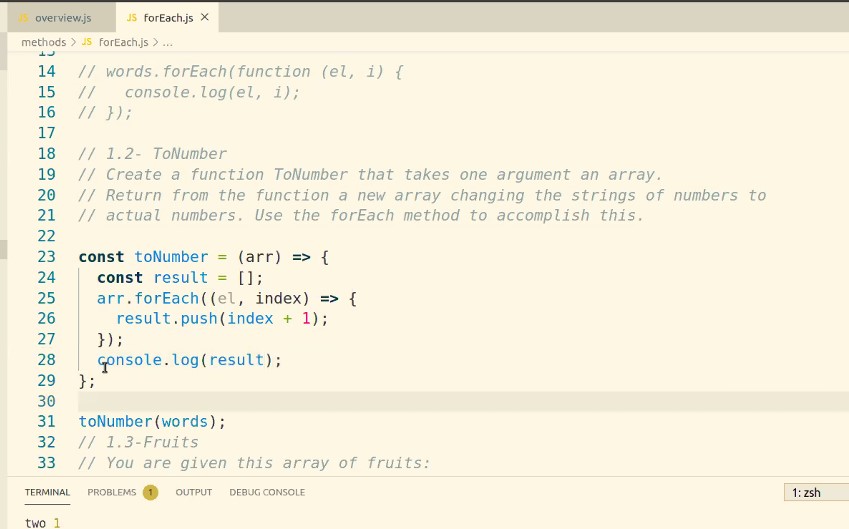 JS overview.js JS forEach.js ×
methods > JS forEach.js > ...
14 // words.forEach(function (el, i) {
15 //   console.log(el, i);
16 // });
17
18 // 1.2- ToNumber
19 // Create a function ToNumber that takes one argument an array.
20 // Return from the function a new array changing the strings of numbers to
21 // actual numbers. Use the forEach method to accomplish this.
22
23 const toNumber = (arr) => {
24   const result = [];
25   arr.forEach((el, index) => {
26     result.push(index + 1);
27   });
28   console.log(result);
29 };
30
31 toNumber(words);
32 // 1.3-Fruits
33 // You are given this array of fruits:
TERMINAL PROBLEMS 1 OUTPUT DEBUG CONSOLE 1: zsh
two 1